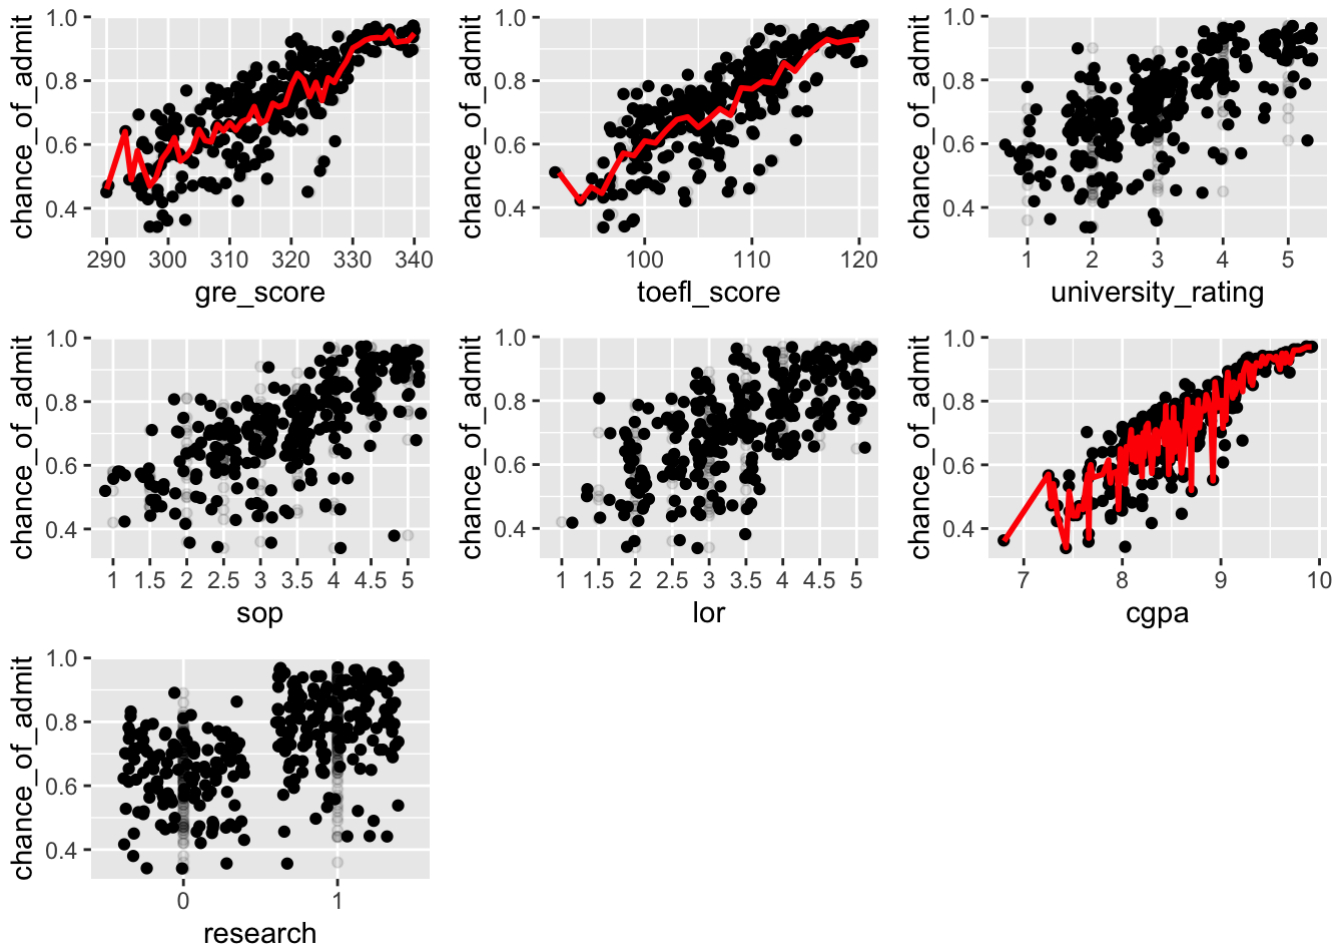 chance_of_admit
1.0
0.8
0.6
0.4
290 300 310 320 330 340
gre_score
chance_of_admit
1.0
0.8
0.6
0.4
100 110 120
toefl_score
chance_of_admit
1.0
0.8
0.6
0.4
1 2 3 4 5
university_rating
chance_of_admit
1.0
0.8
0.6
0.4
1 1.5 2 2.5 3 3.5 4 4.5 5
sop
chance_of_admit
1.0
0.8
0.6
0.4
1 1.5 2 2.5 3 3.5 4 4.5 5
lor
chance_of_admit
1.0
0.8
0.6
0.4
7 8 9 10
cgpa
chance_of_admit
1.0
0.8
0.6
0.4
0 1
research